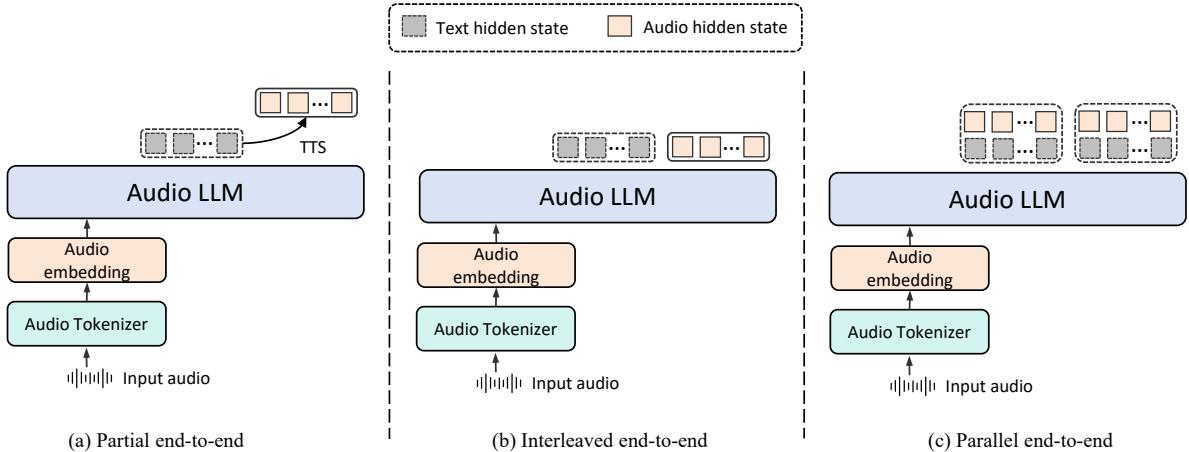 Text hidden state
Audio hidden state
...
...
TTS
Audio LLM
Audio
embedding
Audio Tokenizer
Input audio
(a) Partial end-to-end
...
...
Audio LLM
Audio
embedding
Audio Tokenizer
Input audio
(b) Interleaved end-to-end
...
...
...
...
Audio LLM
Audio
embedding
Audio Tokenizer
Input audio
(c) Parallel end-to-end